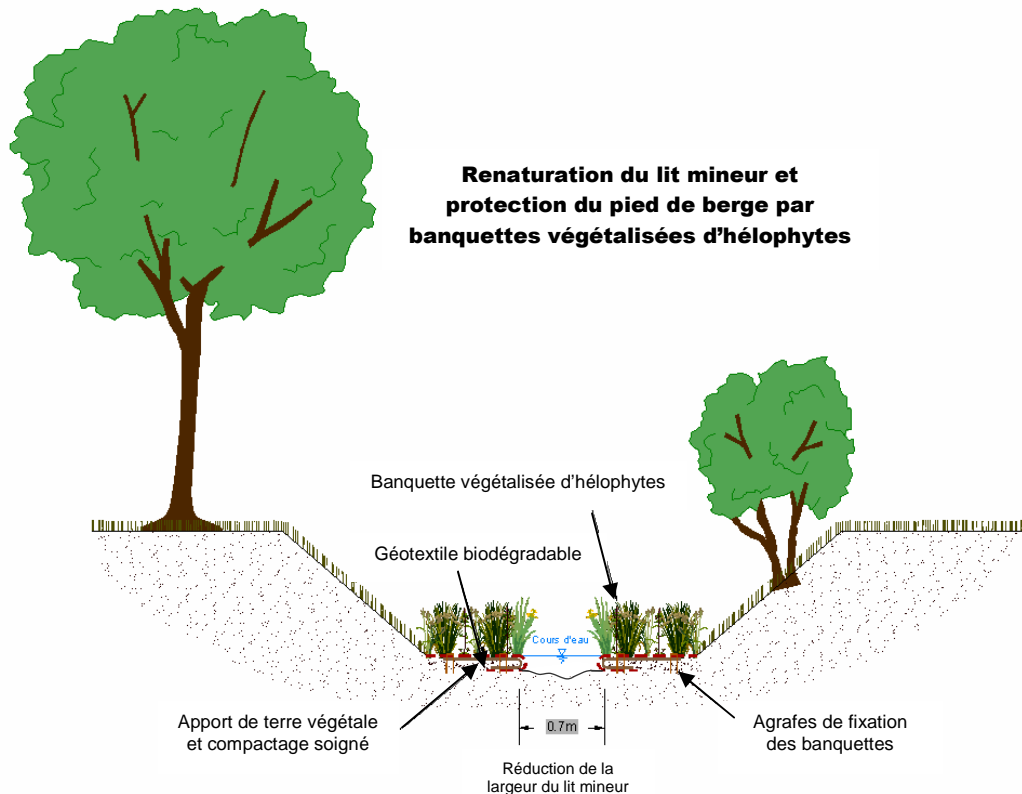 Renaturation du lit mineur et
protection du pied de berge par
banquettes végétalisées d'hélophytes
Banquette végétalisée d'hélophytes
Géotextile biodégradable
Cours d'eau
Apport de terre végétale
et compactage soigné
0.7m
Agrafes de fixation
des banquettes
Réduction de la
largeur du lit mineur